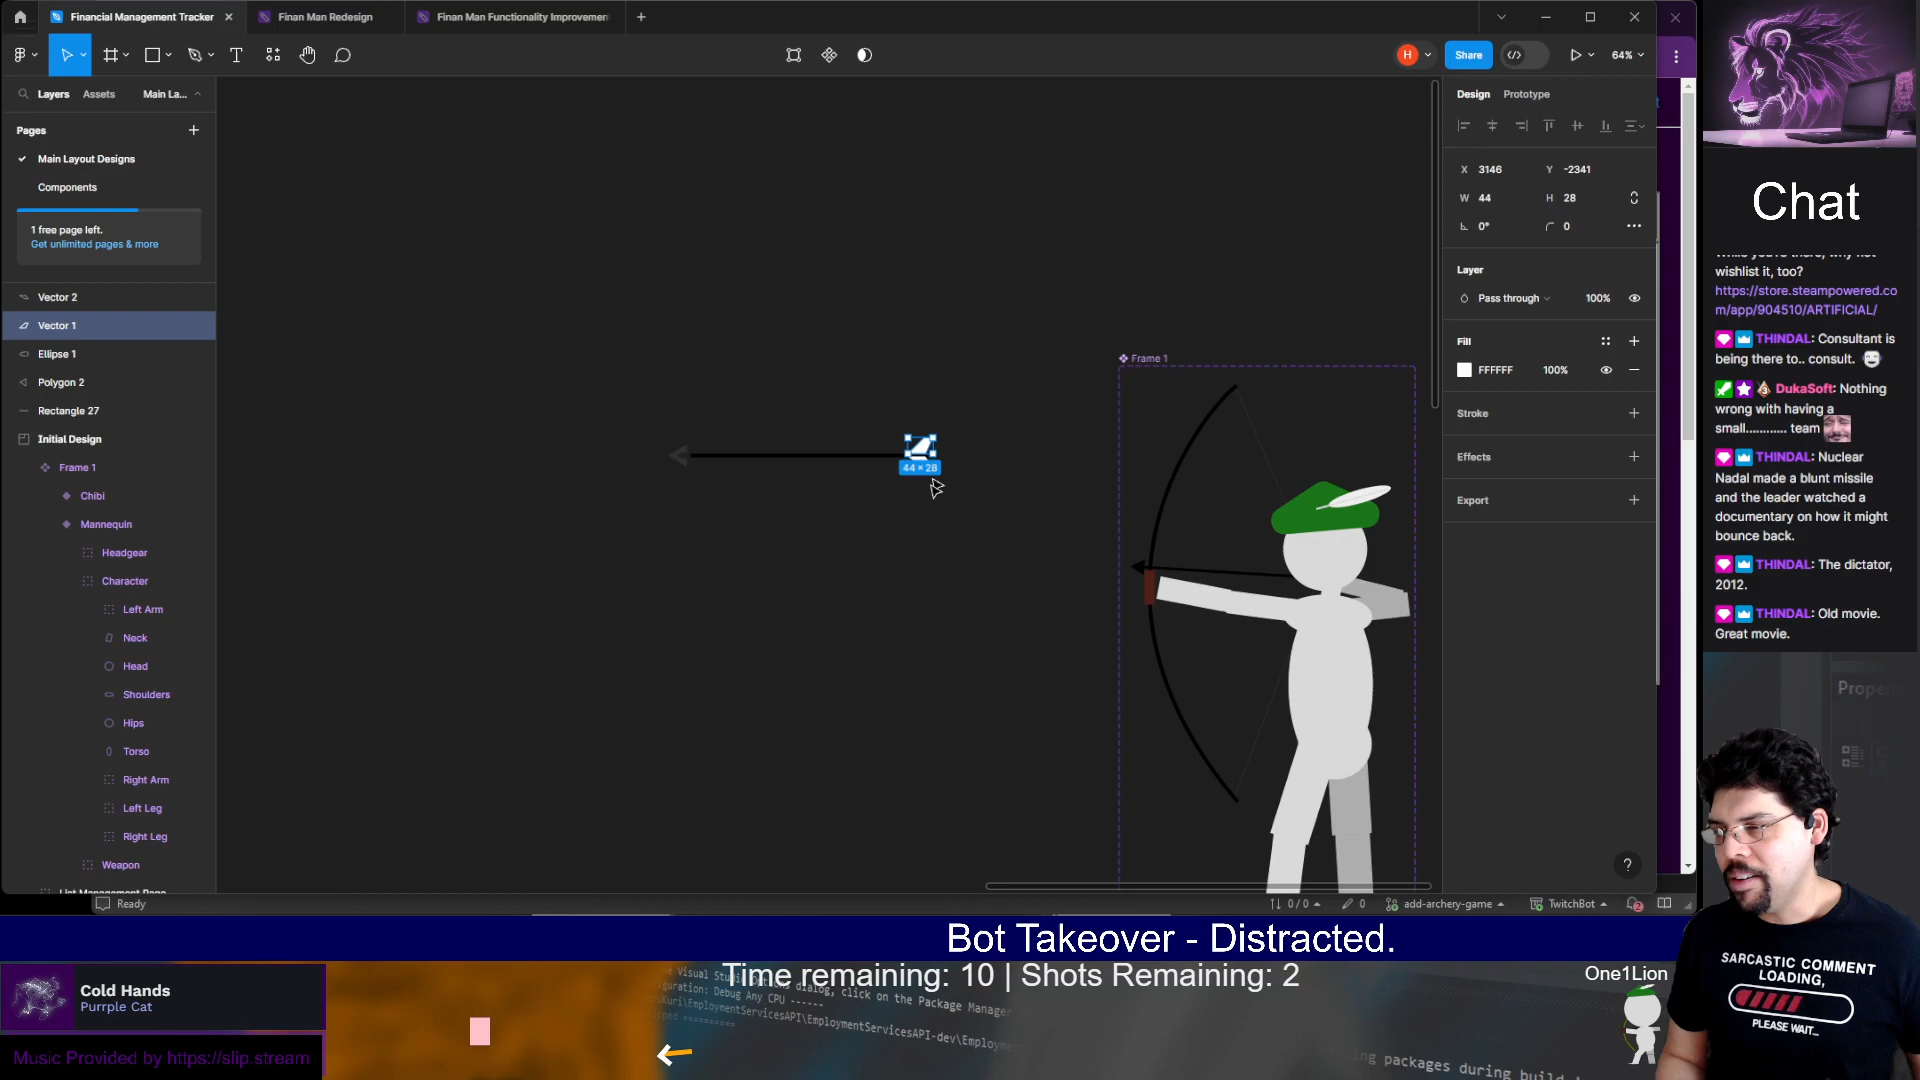 Financial Management Tracker
Finan Man Redesign
Finan Man Functionality Improvemen
H
Share
64%
Layers
Assets
Main La...
Design
Prototype
Pages
Main Layout Designs
Components
1 free page left.
Get unlimited pages & more
Vector 2
Vector 1
Ellipse 1
Polygon 2
Rectangle 27
Initial Design
Frame 1
Chibi
Mannequin
Headgear
Character
Left Arm
Neck
Head
Shoulders
Hips
Torso
Right Arm
Left Leg
Right Leg
Weapon
List Management Page
44 × 28
Frame 1
X 3146 Y -2341
W 44 H 28
0° 0
Layer
Pass through 100%
Fill
FFFFFF 100%
Stroke
Effects
Export
?
Ready
0 / 0
0
add-archery-game
TwitchBot
2
Chat
wishlist it, too?
https://store.steampowered.co
m/app/904510/ARTIFICIAL/
THINDAL: Consultant is
being there to.. consult.
3 DukaSoft: Nothing
wrong with having a
small............ team
THINDAL: Nuclear
Nadal made a blunt missile
and the leader watched a
documentary on how it might
bounce back.
THINDAL: The dictator,
2012.
THINDAL: Old movie.
Great movie.
Bot Takeover - Distracted.
Time remaining: 10 | Shots Remaining: 2
One1Lion
Cold Hands
Purrple Cat
Music Provided by https://slip.stream
SARCASTIC COMMENT
LOADING,
PLEASE WAIT...